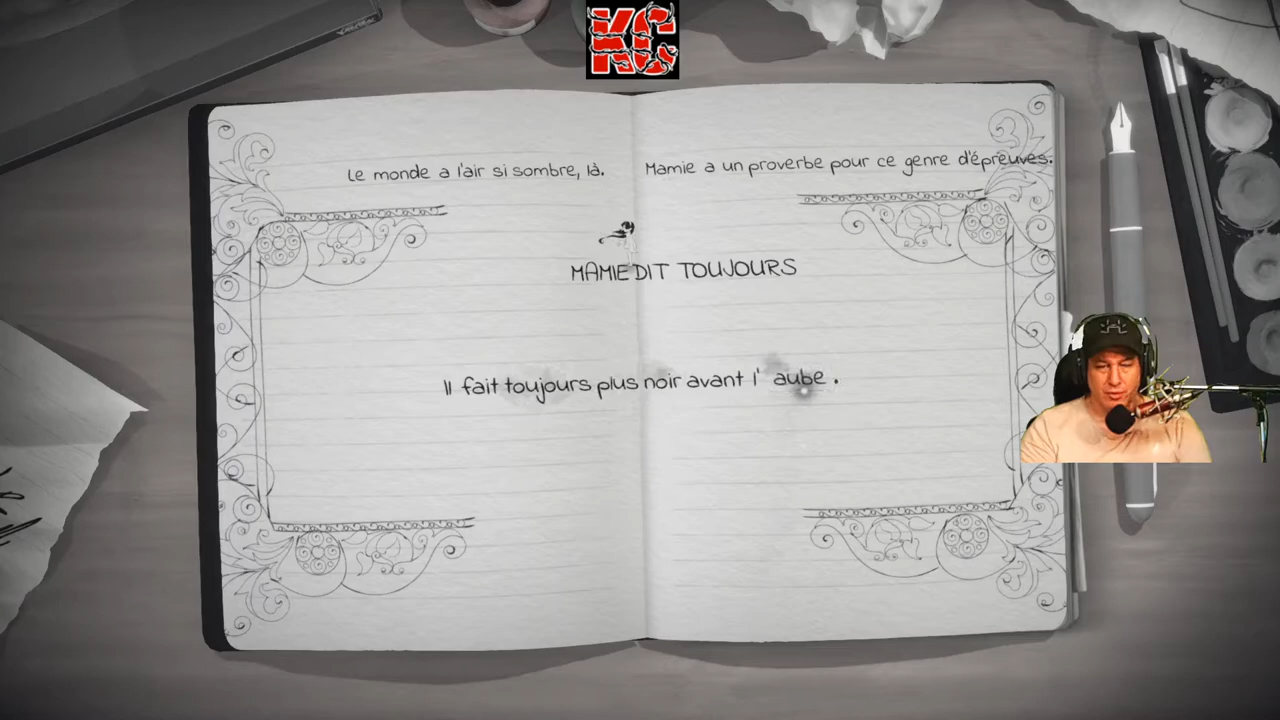 KC
Le monde a l'air si sombre, là.
Mamie a un proverbe pour ce genre d'épreuves.
MAMIE DIT TOUJOURS
Il fait toujours plus noir avant l' aube .